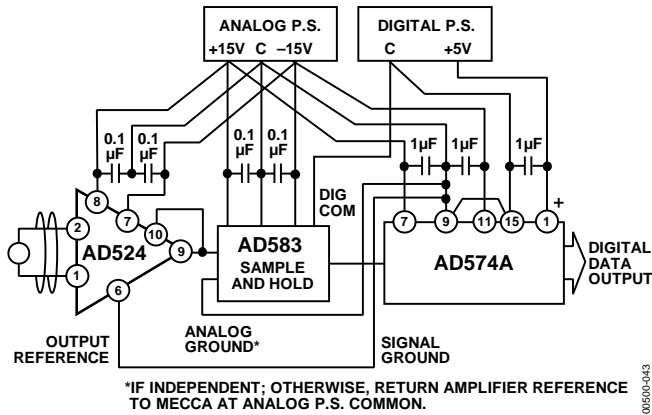 ANALOG P.S.
+15V C –15V
DIGITAL P.S.
C +5V
0.1 µF
0.1 µF
0.1 µF
0.1 µF
1µF
1µF
1µF
DIG COM
8
7
10
9
2
1
6
AD524
AD583
SAMPLE
AND HOLD
7
9
11
15
1
+
AD574A
DIGITAL
DATA
OUTPUT
OUTPUT
REFERENCE
ANALOG
GROUND*
SIGNAL
GROUND
*IF INDEPENDENT; OTHERWISE, RETURN AMPLIFIER REFERENCE
TO MECCA AT ANALOG P.S. COMMON.
00500-043